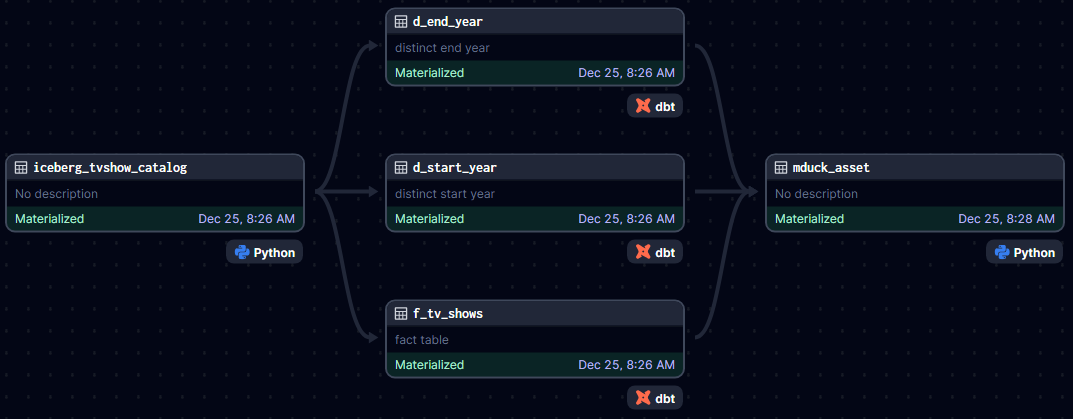 d_end_year
distinct end year
Materialized Dec 25, 8:26 AM
dbt
iceberg_tvshow_catalog
No description
Materialized Dec 25, 8:26 AM
Python
d_start_year
distinct start year
Materialized Dec 25, 8:26 AM
dbt
mduck_asset
No description
Materialized Dec 25, 8:28 AM
Python
f_tv_shows
fact table
Materialized Dec 25, 8:26 AM
dbt